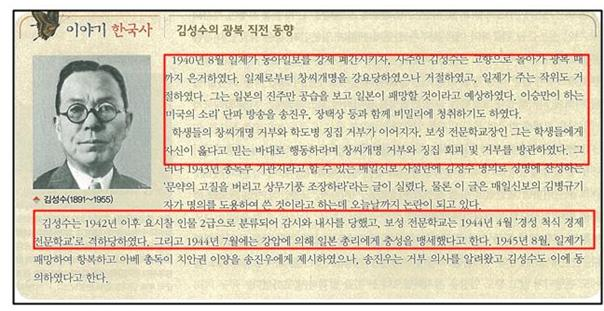 이야기 한국사
김성수의 광복 직전 동향
1940년 8월 일제가 동아일보를 강제 폐간시키자, 사주인 김성수는 고향으로 돌아가 광복 때
까지 은거하였다. 일제로부터 창씨개명을 강요당하였으나 거절하였고, 일제가 주는 작위도 거
절하였다. 그는 일본의 진주만 공습을 보고 일본이 패망할 것이라고 예상하였다. 이승만이 하는
'미국의 소리' 단파 방송을 송진우, 장택상 등과 함께 비밀리에 청취하기도 하였다.
학생들의 창씨개명 거부와 학도병 징집 거부가 이어지자, 보성 전문학교장인 그는 학생들에게
자신이 옳다고 믿는 바대로 행동하라며 창씨개명 거부와 징집 회피 및 거부를 방관하였다. 그
러나 1943년 총독부 기관지라고 할 수 있는 매일신보 사설란에 김성수 명의로 징병에 찬성하는
'문약의 고질을 버리고 상무기풍 조장하라'라는 글이 실렸다. 물론 이 글은 매일신보의 김병규기
자가 명의를 도용하여 쓴 것이라고 하는데 오늘날까지 논란이 되고 있다.
김성수(1891~1955)
김성수는 1942년 이후 요시찰 인물 2급으로 분류되어 감시와 내사를 당했고, 보성 전문학교는 1944년 4월 '경성 척식 경제
전문학교'로 격하당하였다. 그리고 1944년 7월에는 강압에 의해 일본 총리에게 충성을 맹세했다고 한다. 1945년 8월, 일제가
패망하여 항복하고 아베 총독이 치안권 이양을 송진우에게 제시하였으나, 송진우는 거부 의사를 알려왔고 김성수도 이에 동
의하였다고 한다.